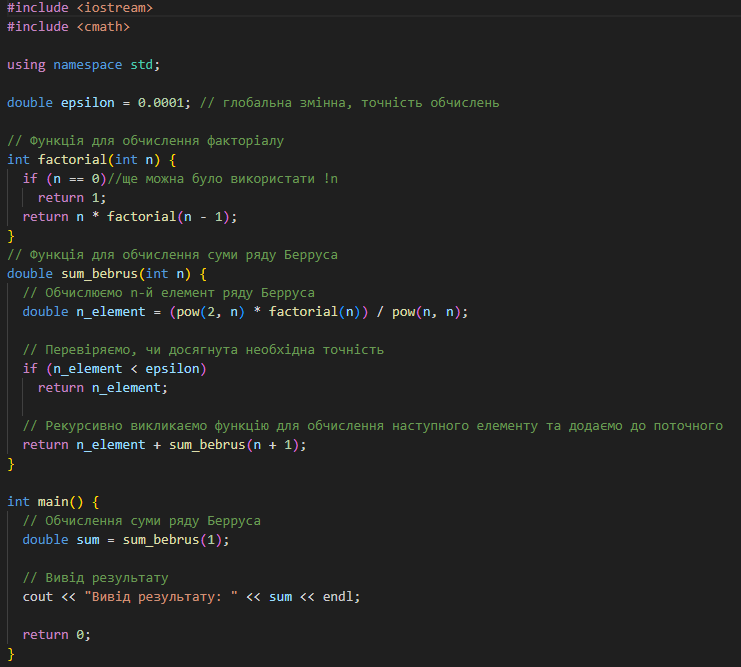 #include <iostream>
#include <cmath>
using namespace std;
double epsilon = 0.0001; // глобальна змінна, точність обчислень
// Функція для обчислення факторіалу
int factorial(int n) {
if (n == 0)//ще можна було використати !n
return 1;
return n * factorial(n - 1);
}
// Функція для обчислення суми ряду Берруса
double sum_bebrus(int n) {
// Обчислюємо n-й елемент ряду Берруса
double n_element = (pow(2, n) * factorial(n)) / pow(n, n);
// Перевіряємо, чи досягнута необхідна точність
if (n_element < epsilon)
return n_element;
// Рекурсивно викликаємо функцію для обчислення наступного елементу та додаємо до поточного
return n_element + sum_bebrus(n + 1);
}
int main() {
// Обчислення суми ряду Берруса
double sum = sum_bebrus(1);
// Вивід результату
cout << "Вивід результату: " << sum << endl;
return 0;
}